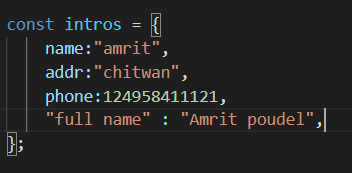 const intros = {
    name:"amrit",
    addr:"chitwan",
    phone:124958411121,
    "full name" : "Amrit poudel",
};